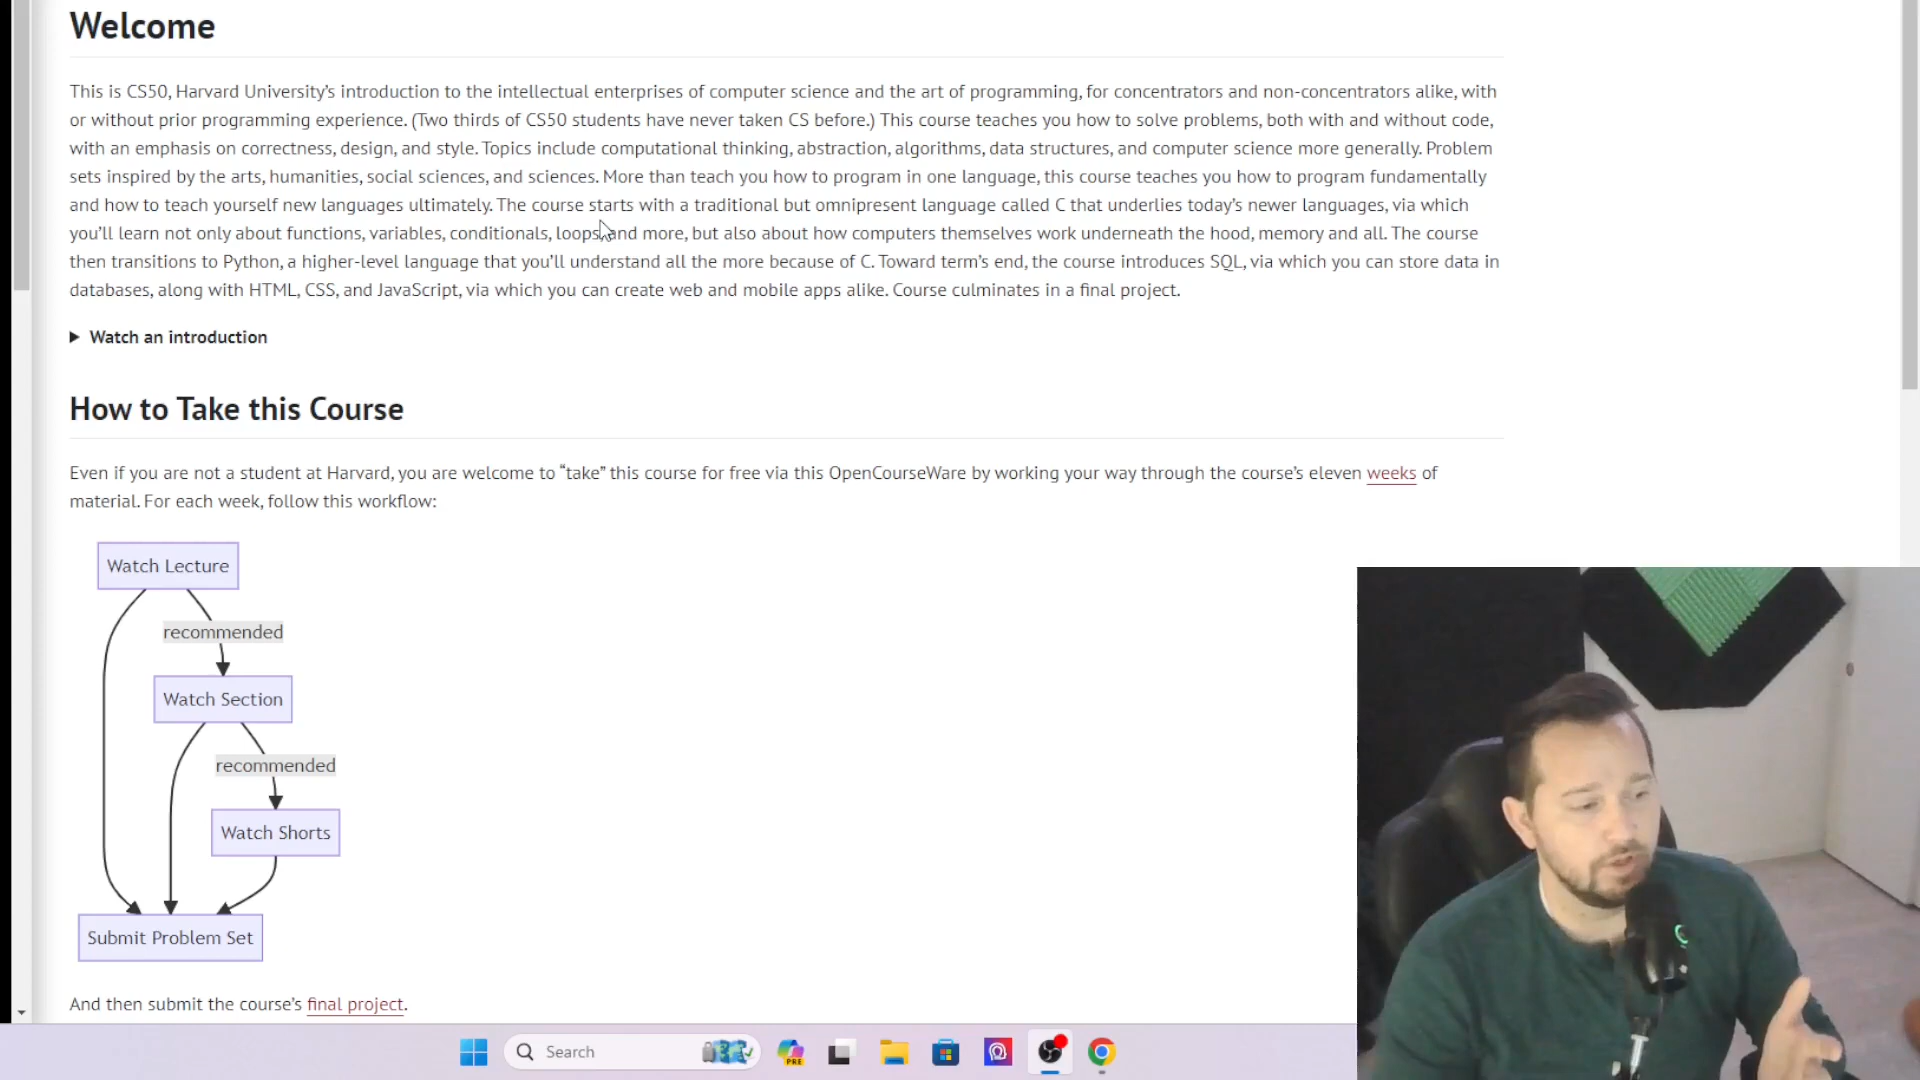 Welcome
This is CS50, Harvard University's introduction to the intellectual enterprises of computer science and the art of programming, for concentrators and non-concentrators alike, with
or without prior programming experience. (Two thirds of CS50 students have never taken CS before.) This course teaches you how to solve problems, both with and without code,
with an emphasis on correctness, design, and style. Topics include computational thinking, abstraction, algorithms, data structures, and computer science more generally. Problem
sets inspired by the arts, humanities, social sciences, and sciences. More than teach you how to program in one language, this course teaches you how to program fundamentally
and how to teach yourself new languages ultimately. The course starts with a traditional but omnipresent language called C that underlies today's newer languages, via which
you'll learn not only about functions, variables, conditionals, loops, and more, but also about how computers themselves work underneath the hood, memory and all. The course
then transitions to Python, a higher-level language that you'll understand all the more because of C. Toward term's end, the course introduces SQL, via which you can store data in
databases, along with HTML, CSS, and JavaScript, via which you can create web and mobile apps alike. Course culminates in a final project.
Watch an introduction
How to Take this Course
Even if you are not a student at Harvard, you are welcome to “take” this course for free via this OpenCourseWare by working your way through the course's eleven weeks of
material. For each week, follow this workflow:
Watch Lecture
recommended
Watch Section
recommended
Watch Shorts
Submit Problem Set
And then submit the course's final project.
Search
PRE